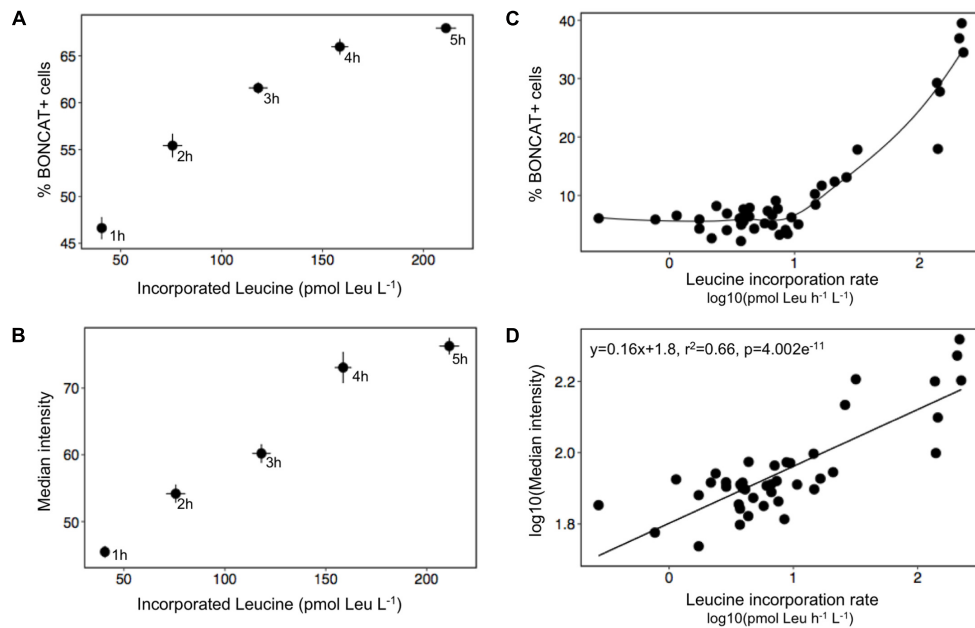 A
% BONCAT+ cells
65
60
55
50
45
1h
2h
3h
4h
5h
50
100
150
200
Incorporated Leucine (pmol Leu L⁻¹)
B
Median intensity
70
60
50
1h
2h
3h
4h
5h
50
100
150
200
Incorporated Leucine (pmol Leu L⁻¹)
C
% BONCAT+ cells
40
30
20
10
0
1
2
Leucine incorporation rate
log10(pmol Leu h⁻¹ L⁻¹)
D
y=0.16x+1.8, r²=0.66, p=4.002e⁻¹¹
log10(Median intensity)
2.2
2.0
1.8
0
1
2
Leucine incorporation rate
log10(pmol Leu h⁻¹ L⁻¹)